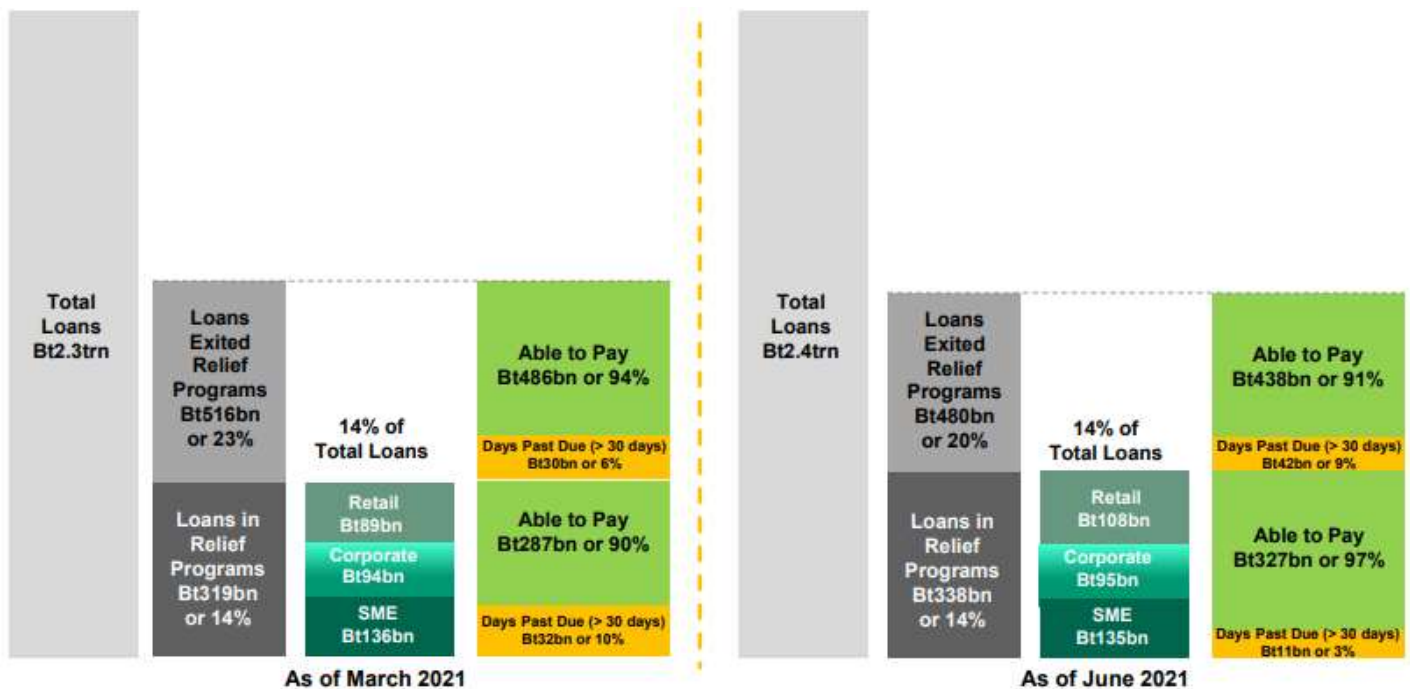 Total
Loans
Bt2.3trn
Loans
Exited
Relief
Programs
Bt516bn
or 23%
Loans in
Relief
Programs
Bt319bn
or 14%
14% of
Total Loans
Retail
Bt89bn
Corporate
Bt94bn
SME
Bt136bn
Able to Pay
Bt486bn or 94%
Days Past Due (> 30 days)
Bt30bn or 6%
Able to Pay
Bt287bn or 90%
Days Past Due (> 30 days)
Bt32bn or 10%
As of March 2021
Total
Loans
Bt2.4trn
Loans
Exited
Relief
Programs
Bt480bn
or 20%
Loans in
Relief
Programs
Bt338bn
or 14%
14% of
Total Loans
Retail
Bt108bn
Corporate
Bt95bn
SME
Bt135bn
Able to Pay
Bt438bn or 91%
Days Past Due (> 30 days)
Bt42bn or 9%
Able to Pay
Bt327bn or 97%
Days Past Due (> 30 days)
Bt11bn or 3%
As of June 2021